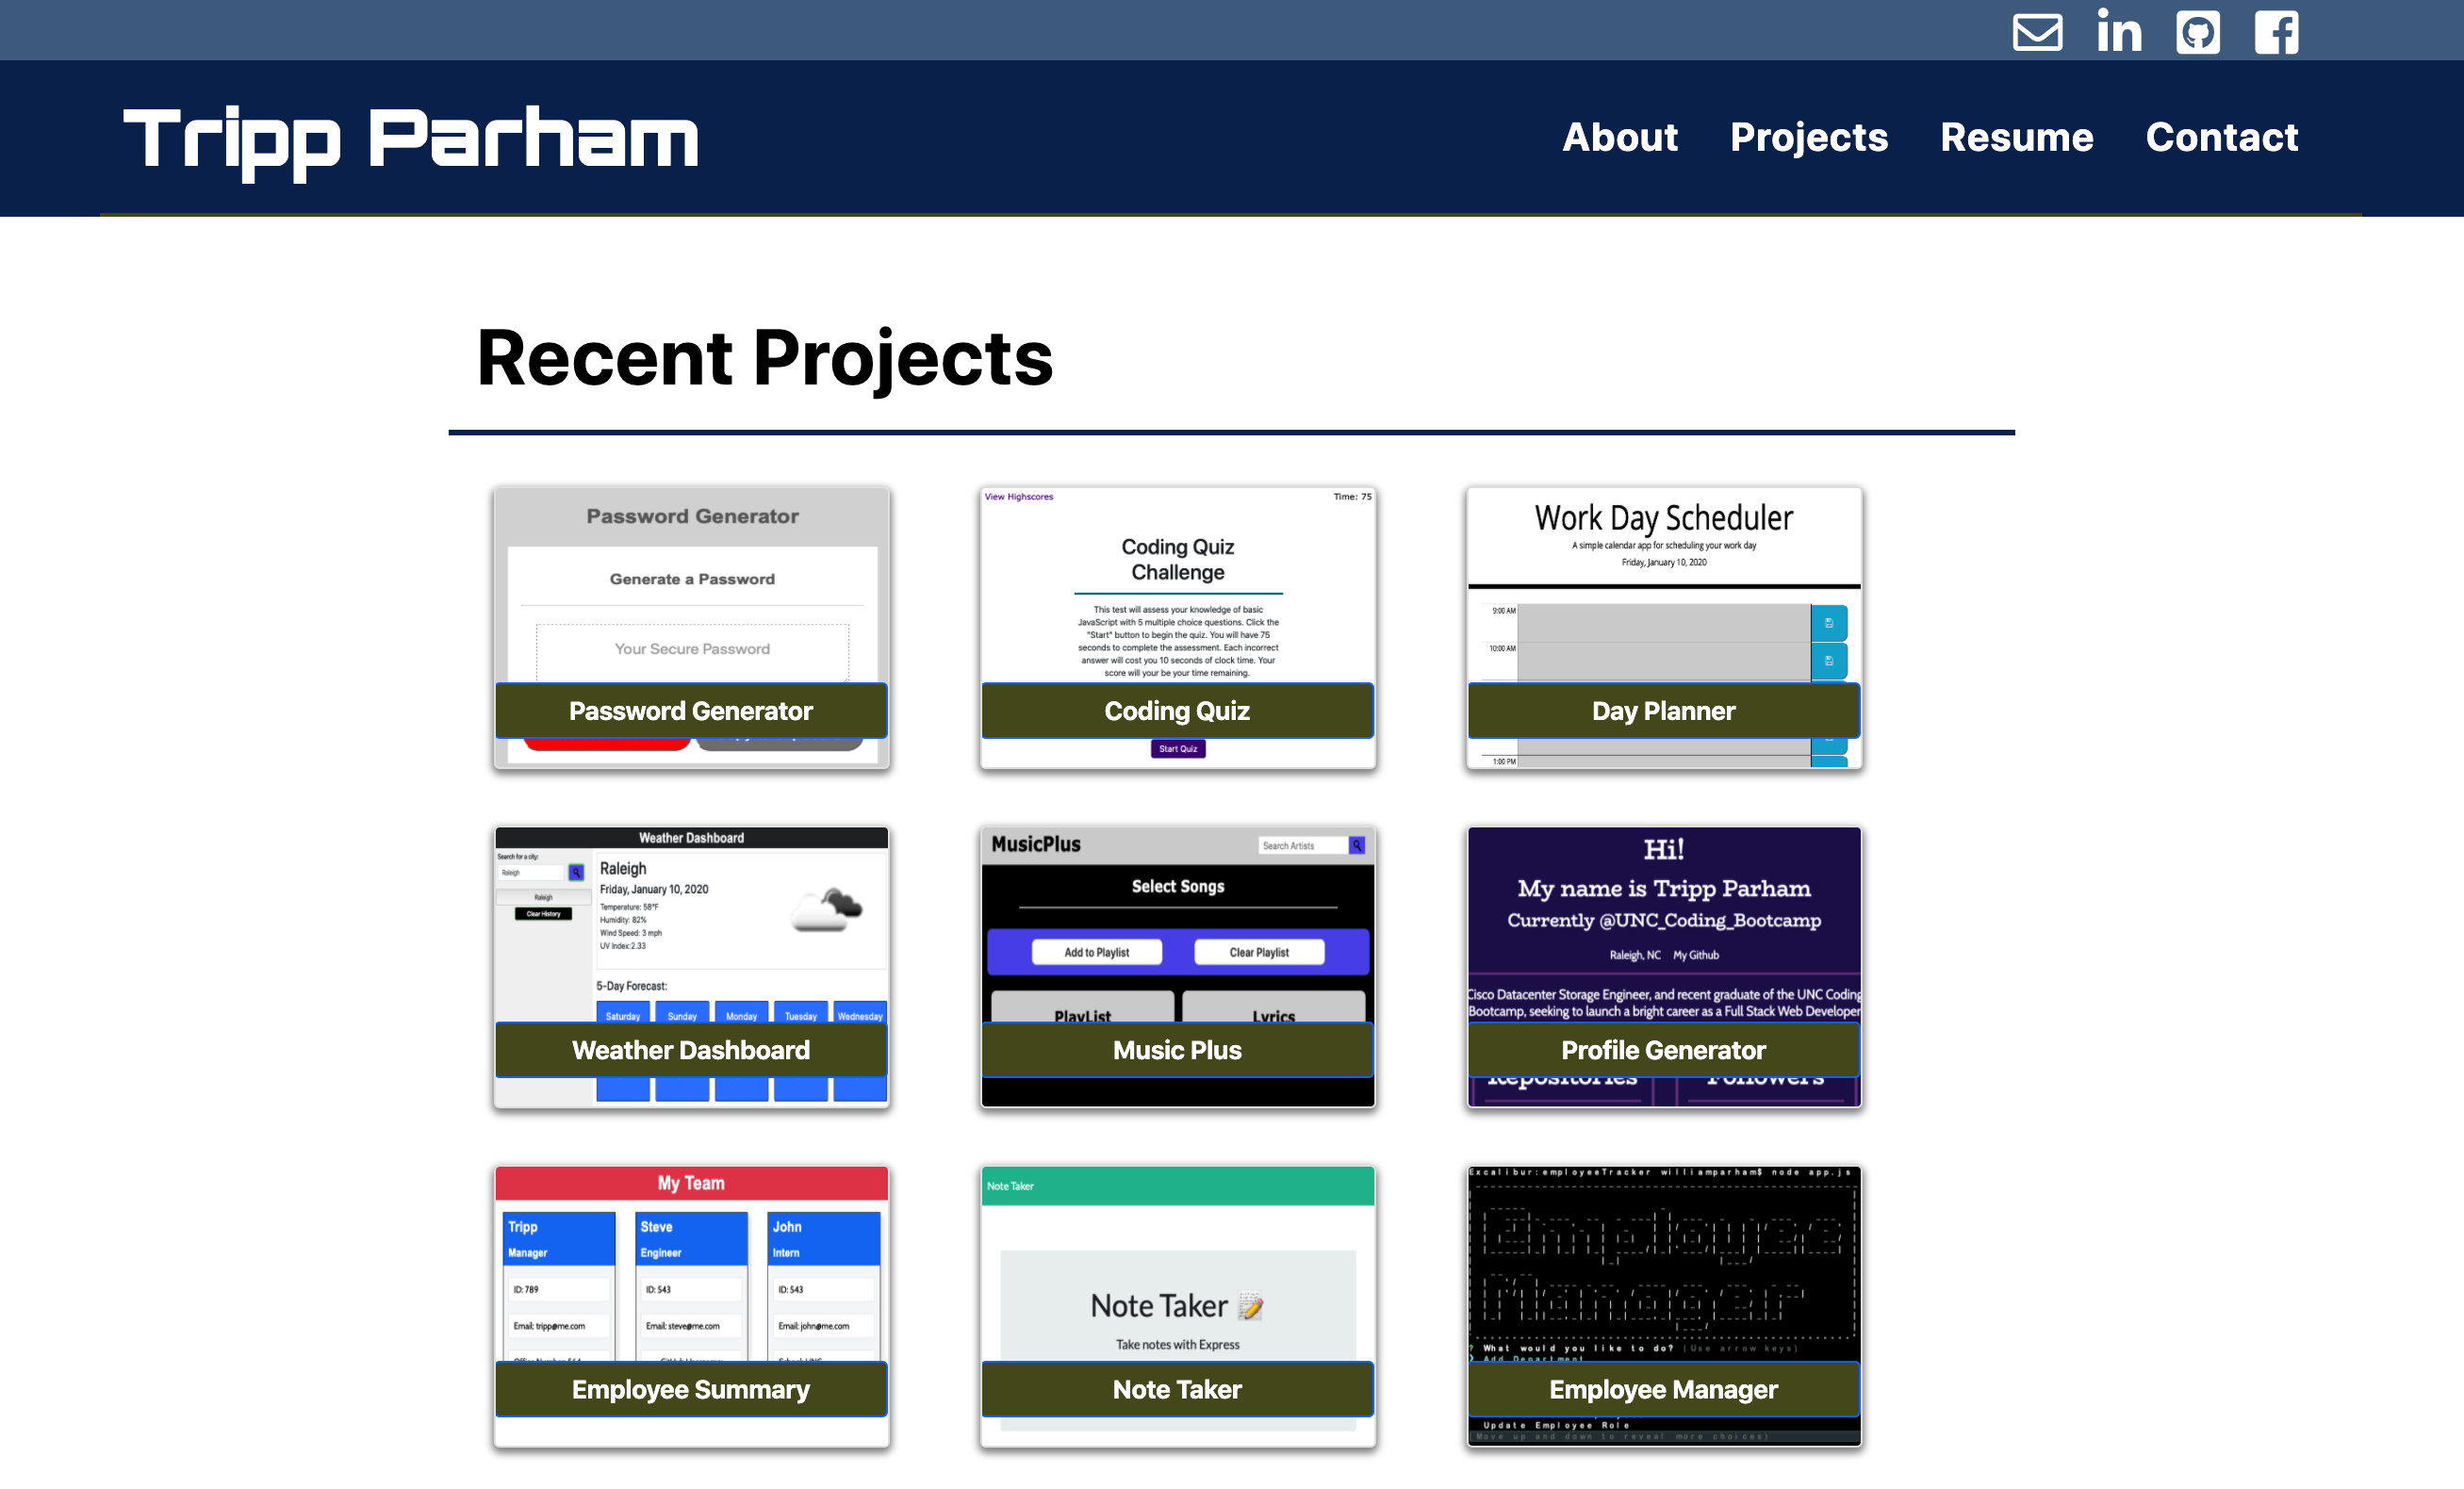 Tripp Parham
About Projects Resume Contact
Recent Projects
Password Generator
Generate a Password
Your Secure Password
Password Generator
View Highscores
Time: 75
Coding Quiz
Challenge
This test will assess your knowledge of basic
JavaScript with 5 multiple choice questions. Click the
"Start" button to begin the quiz. You will have 75
seconds to complete the assessment. Each incorrect
answer will cost you 10 seconds of clock time. Your
score will your be your time remaining.
Coding Quiz
Start Quiz
Work Day Scheduler
A simple calendar app for scheduling your work day
Friday, January 10, 2020
9:00 AM
10:00 AM
Day Planner
1:00 PM
Weather Dashboard
Search for a city:
Raleigh
Raleigh
Clear History
Raleigh
Friday, January 10, 2020
Temperature: 58°F
Humidity: 82%
Wind Speed: 3 mph
UV Index:2.33
5-Day Forecast:
Saturday Sunday Monday Tuesday Wednesday
Weather Dashboard
MusicPlus
Search Artists
Select Songs
Add to Playlist
Clear Playlist
PlayList
Lyrics
Music Plus
Hi!
My name is Tripp Parham
Currently @UNC_Coding_Bootcamp
Raleigh, NC My Github
Cisco Datacenter Storage Engineer, and recent graduate of the UNC Coding
Bootcamp, seeking to launch a bright career as a Full Stack Web Developer
Profile Generator
Repositories
Followers
My Team
Tripp
Manager
ID: 789
Email: tripp@me.com
Steve
Engineer
ID: 543
Email: steve@me.com
John
Intern
ID: 543
Email: john@me.com
Employee Summary
Note Taker
Note Taker 📝
Take notes with Express
Note Taker
Excalibur:employeeTracker williamparham$ node app.js
Employee
Manager
? What would you like to do? (Use arrow keys)
❯ Add Department
Employee Manager
Update Employee Role
(Move up and down to reveal more choices)